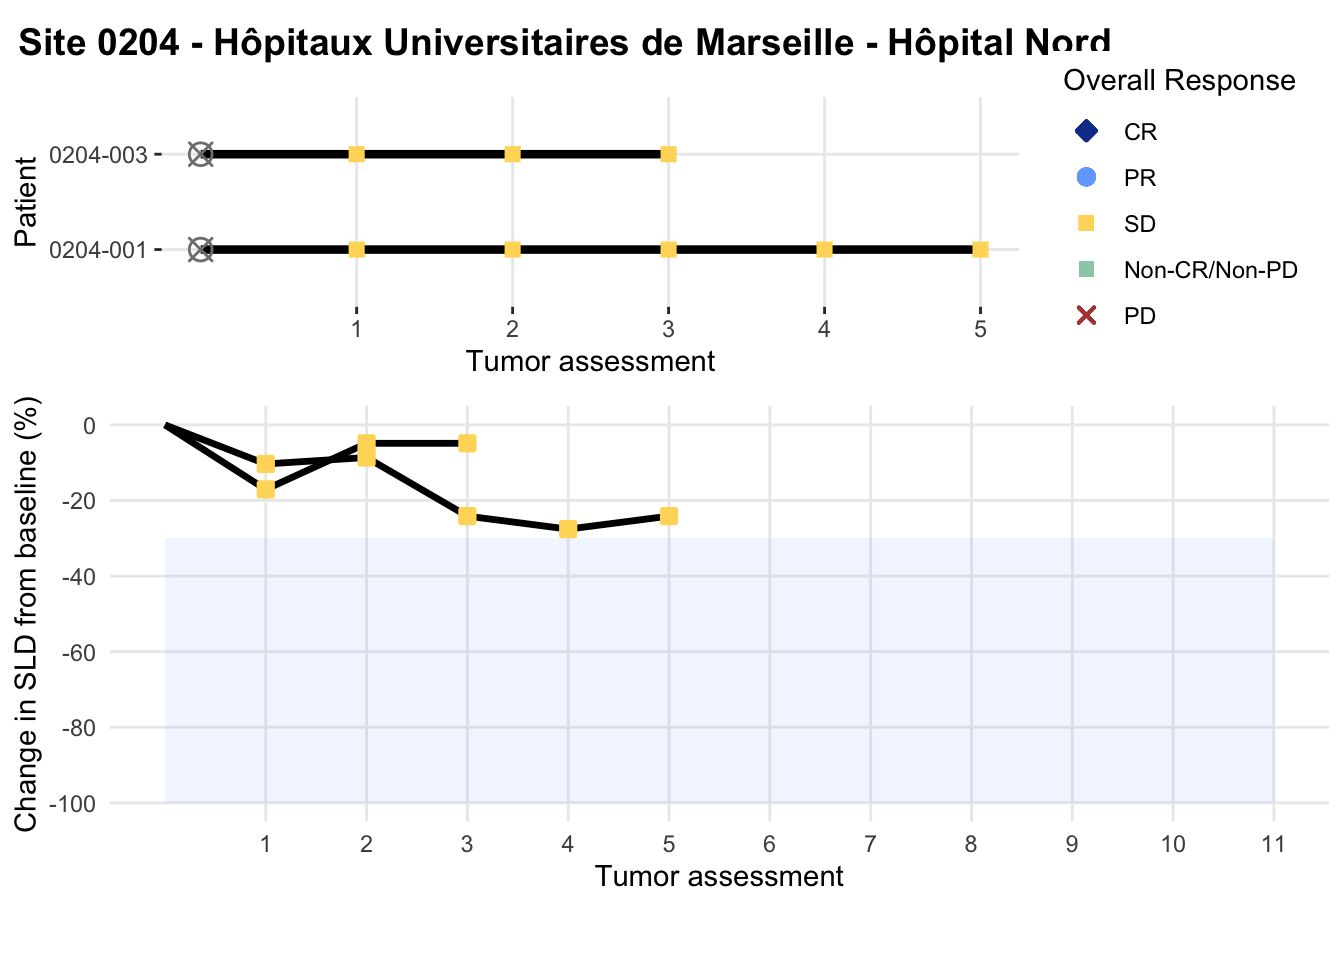 Site 0204 - Hôpitaux Universitaires de Marseille - Hôpital Nord
Overall Response
CR
PR
SD
Non-CR/Non-PD
PD
Patient
0204-003
0204-001
1 2 3 4 5
Tumor assessment
Change in SLD from baseline (%)
0
-20
-40
-60
-80
-100
1 2 3 4 5 6 7 8 9 10 11
Tumor assessment